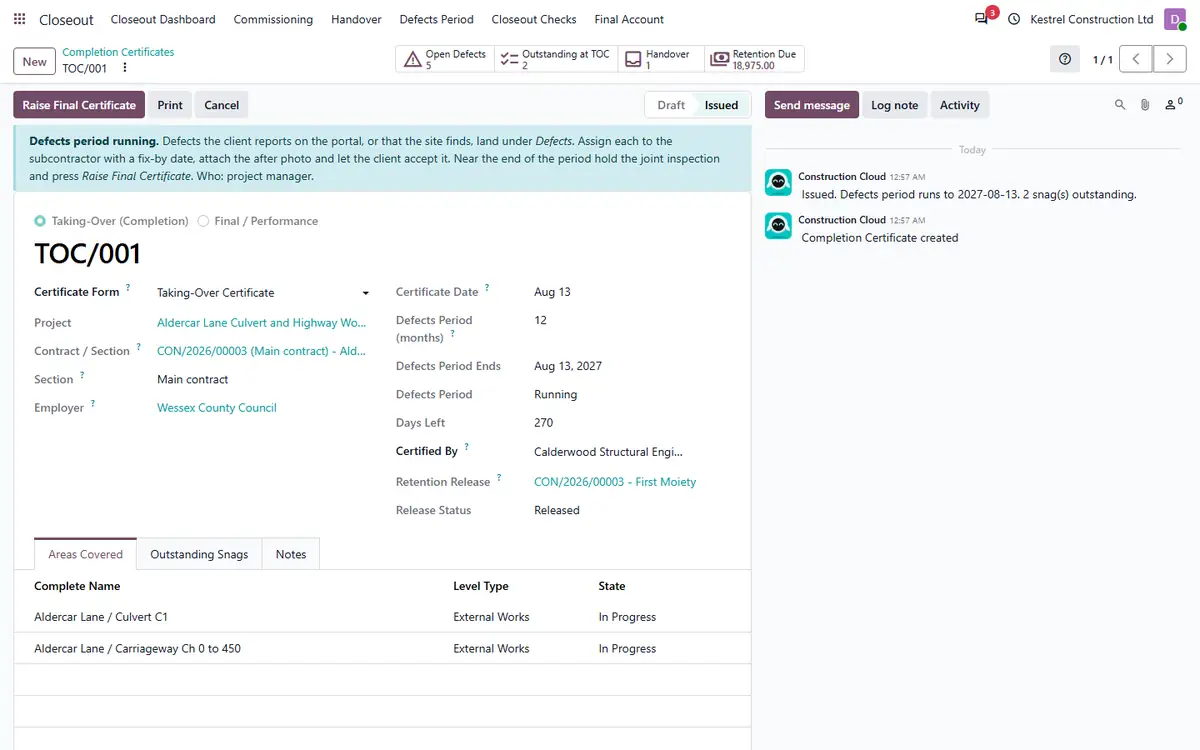 Closeout
Closeout Dashboard
Commissioning
Handover
Defects Period
Closeout Checks
Final Account
3
Kestrel Construction Ltd
D
New
Completion Certificates
TOC/001
Open Defects
5
Outstanding at TOC
2
Handover
1
Retention Due
18,975.00
1 / 1
Raise Final Certificate
Print
Cancel
Draft
Issued
Send message
Log note
Activity
0
Defects period running. Defects the client reports on the portal, or that the site finds, land under Defects. Assign each to the
subcontractor with a fix-by date, attach the after photo and let the client accept it. Near the end of the period hold the joint inspection
and press Raise Final Certificate. Who: project manager.
Today
Construction Cloud 12:57 AM
Issued. Defects period runs to 2027-08-13. 2 snag(s) outstanding.
Construction Cloud 12:57 AM
Completion Certificate created
Taking-Over (Completion)
Final / Performance
TOC/001
Certificate Form ?
Taking-Over Certificate
Project
Aldercar Lane Culvert and Highway Wo...
Contract / Section ?
CON/2026/00003 (Main contract) - Ald...
Section ?
Main contract
Employer ?
Wessex County Council
Certificate Date ?
Aug 13
Defects Period
(months) ?
12
Defects Period Ends
Aug 13, 2027
Defects Period
Running
Days Left
270
Certified By ?
Calderwood Structural Engi...
Retention Release ?
CON/2026/00003 - First Moiety
Release Status
Released
Areas Covered
Outstanding Snags
Notes
Complete Name
Level Type
State
Aldercar Lane / Culvert C1
External Works
In Progress
Aldercar Lane / Carriageway Ch 0 to 450
External Works
In Progress